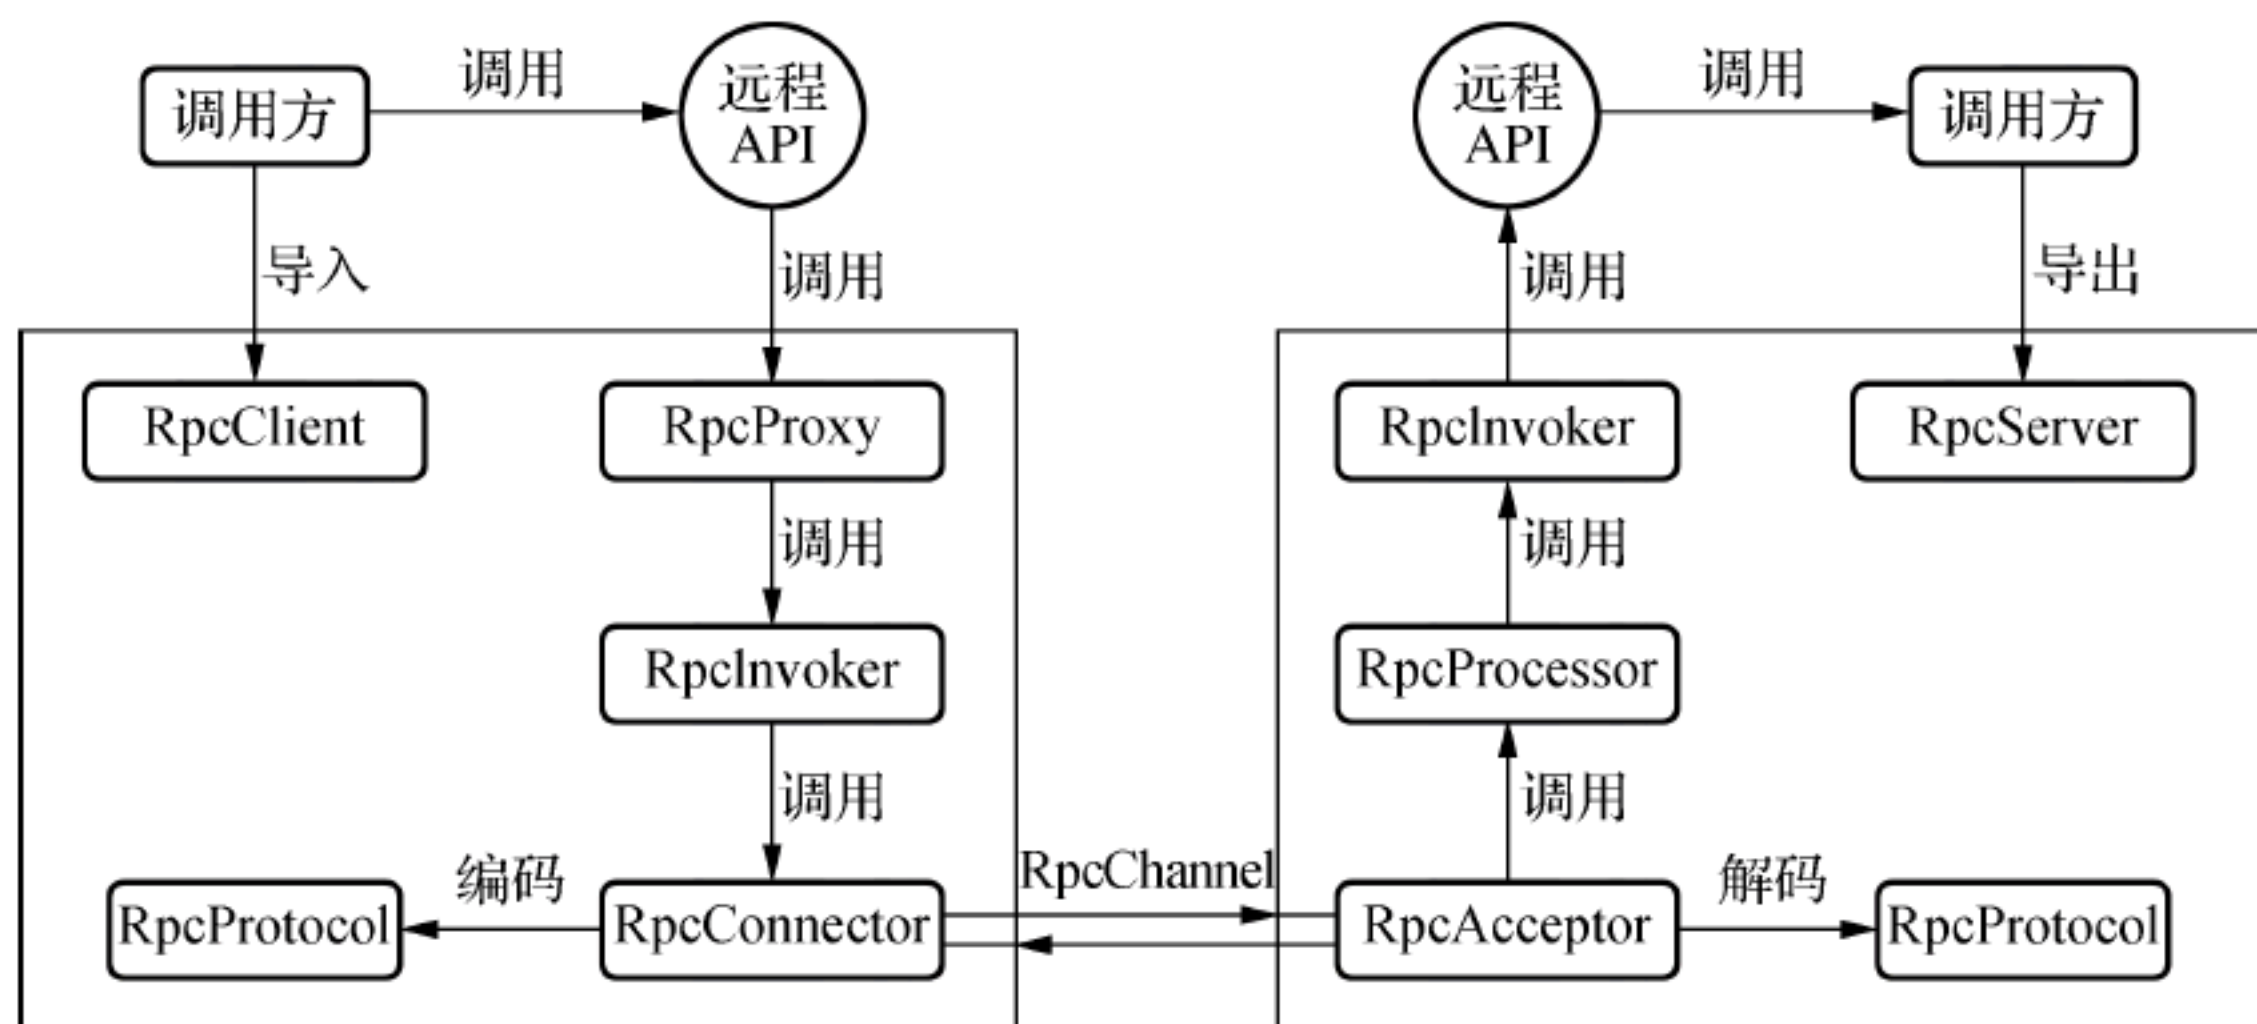 调用方
调用
远程
API
远程
API
调用
调用方
导入
调用
调用
导出
RpcClient
RpcProxy
RpcInvoker
RpcServer
调用
调用
RpcInvoker
RpcProcessor
调用
调用
RpcProtocol
编码
RpcConnector
RpcChannel
RpcAcceptor
解码
RpcProtocol